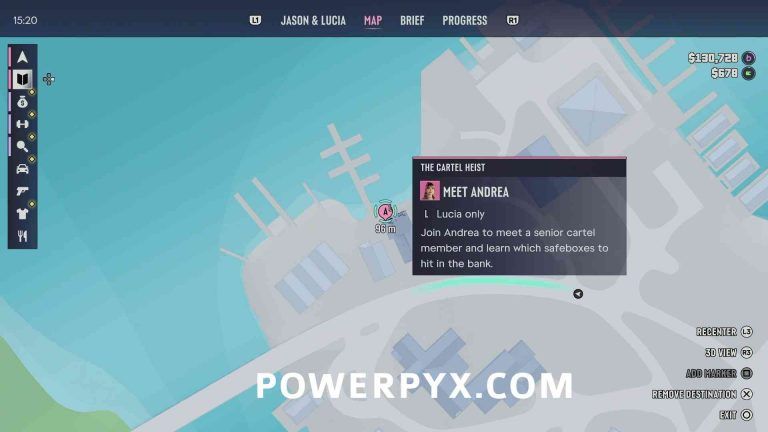 15:20
L1 JASON & LUCIA MAP BRIEF PROGRESS R1
$130,728
$678
THE CARTEL HEIST
MEET ANDREA
L Lucia only
Join Andrea to meet a senior cartel
member and learn which safeboxes to
hit in the bank.
A
96 m
RECENTER L3
3D VIEW R3
ADD MARKER
REMOVE DESTINATION
EXIT
POWERPYX.COM